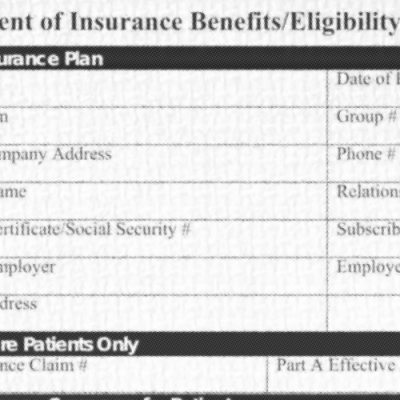 ent of Insurance Benefits/Eligibility
urance Plan
Date of
n Group #
mpany Address Phone #
ame Relation
ertificate/Social Security # Subscrib
mployer Employe
dress
re Patients Only
nce Claim # Part A Effective